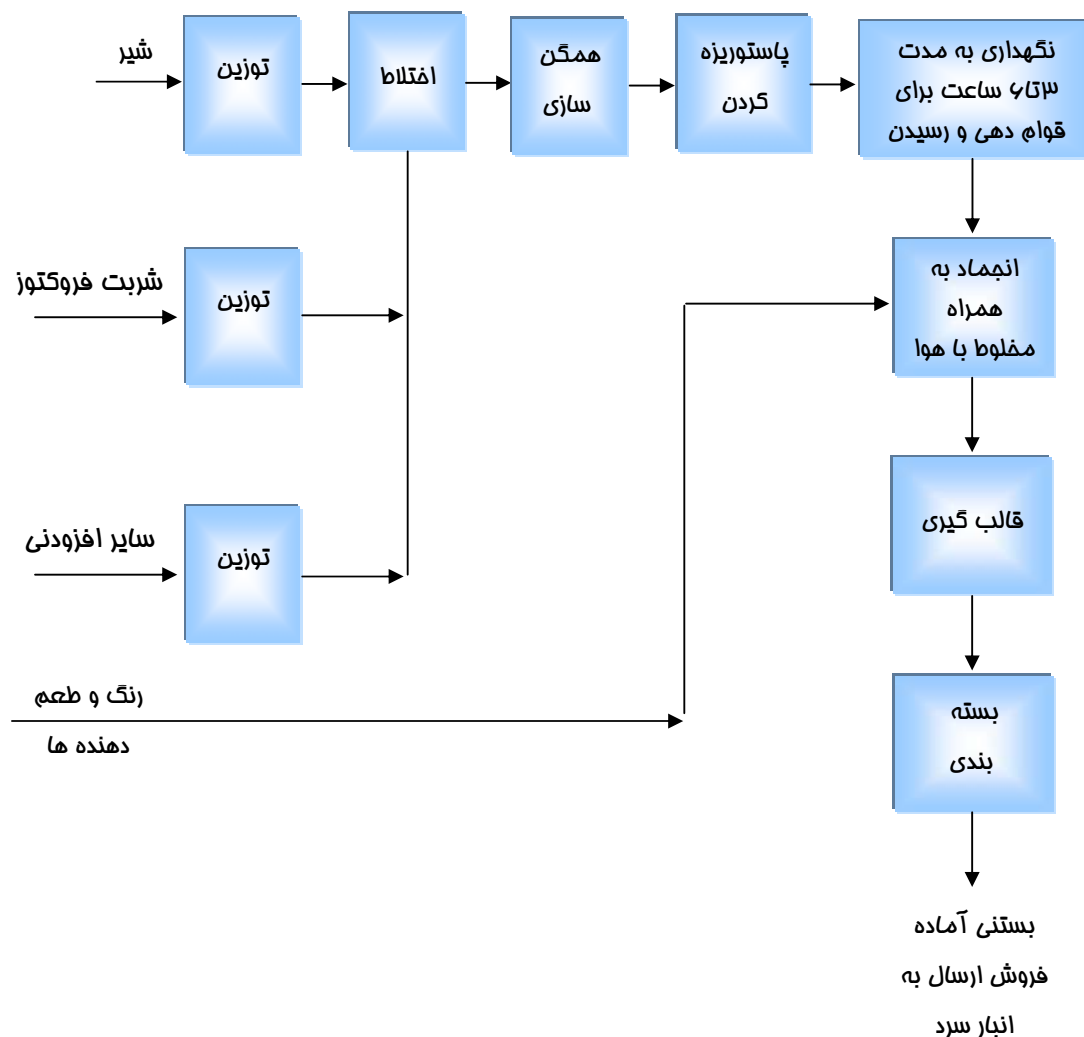 شیر
توزین
اختلاط
همگن
سازی
پاستوریزه
کردن
نگهداری به مدت
۳تا۶ ساعت برای
قوام دهی و رسیدن
شربت فروکتوز
توزین
انجماد به
همراه
مخلوط با هوا
سایر افزودنی
توزین
قالب گیری
رنگ و طعم
دهنده ها
بسته
بندی
بستنی آماده
فروش ارسال به
انبار سرد